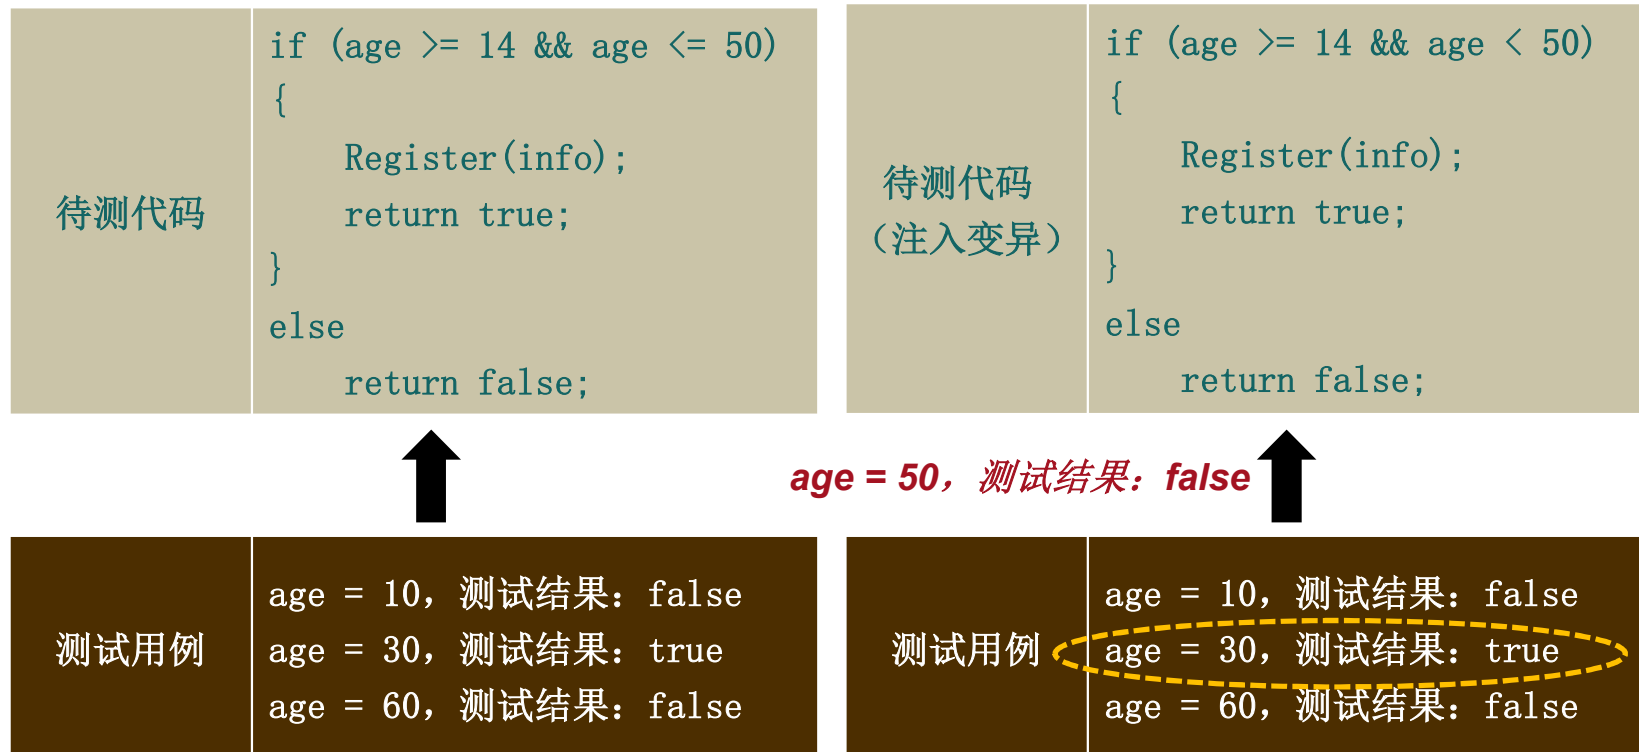 待测代码
if (age >= 14 && age <= 50)
{
Register(info);
return true;
}
else
return false;
待测代码
（注入变异）
if (age >= 14 && age < 50)
{
Register(info);
return true;
}
else
return false;
age = 50，测试结果：false
测试用例
age = 10，测试结果：false
age = 30，测试结果：true
age = 60，测试结果：false
测试用例
age = 10，测试结果：false
age = 30，测试结果：true
age = 60，测试结果：false